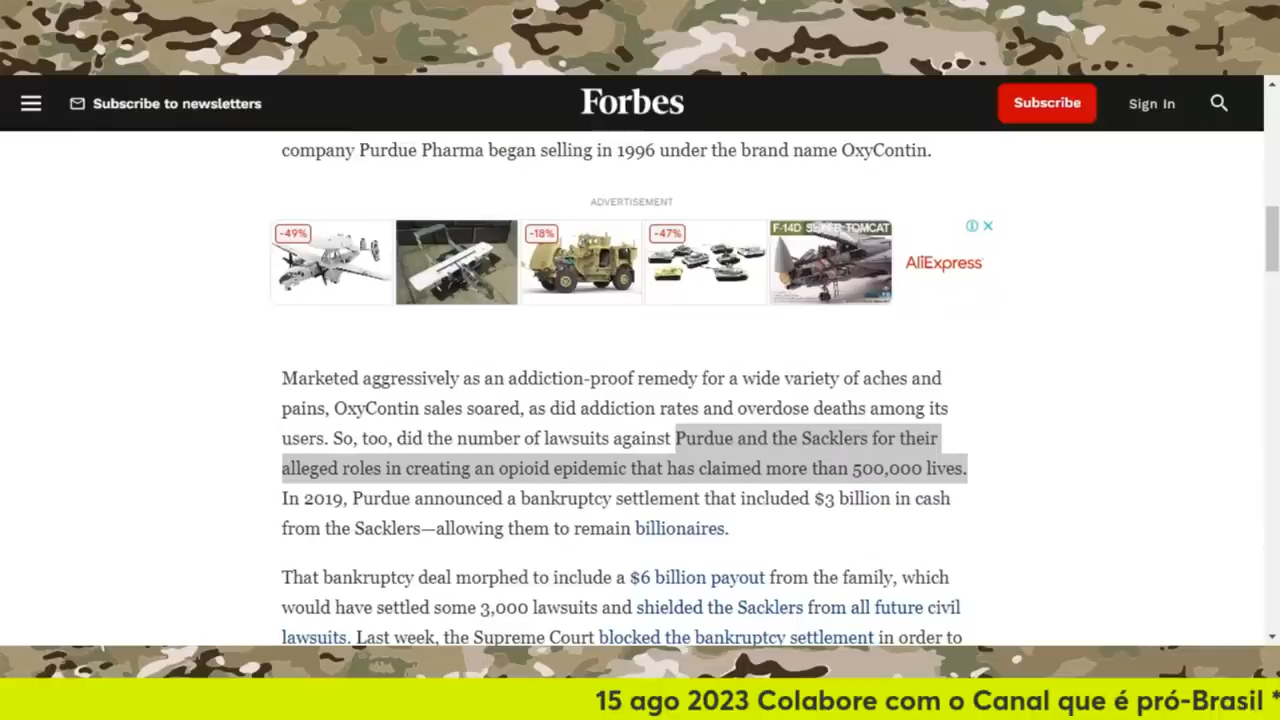 Subscribe to newsletters
Forbes
Subscribe
Sign In
company Purdue Pharma began selling in 1996 under the brand name OxyContin.
ADVERTISEMENT
-49%
-18%
-47%
F-14D SUPER TOMCAT
AliExpress
Marketed aggressively as an addiction-proof remedy for a wide variety of aches and
pains, OxyContin sales soared, as did addiction rates and overdose deaths among its
users. So, too, did the number of lawsuits against Purdue and the Sacklers for their
alleged roles in creating an opioid epidemic that has claimed more than 500,000 lives.
In 2019, Purdue announced a bankruptcy settlement that included $3 billion in cash
from the Sacklers—allowing them to remain billionaires.
That bankruptcy deal morphed to include a $6 billion payout from the family, which
would have settled some 3,000 lawsuits and shielded the Sacklers from all future civil
lawsuits. Last week, the Supreme Court blocked the bankruptcy settlement in order to
15 ago 2023 Colabore com o Canal que é pró-Brasil *